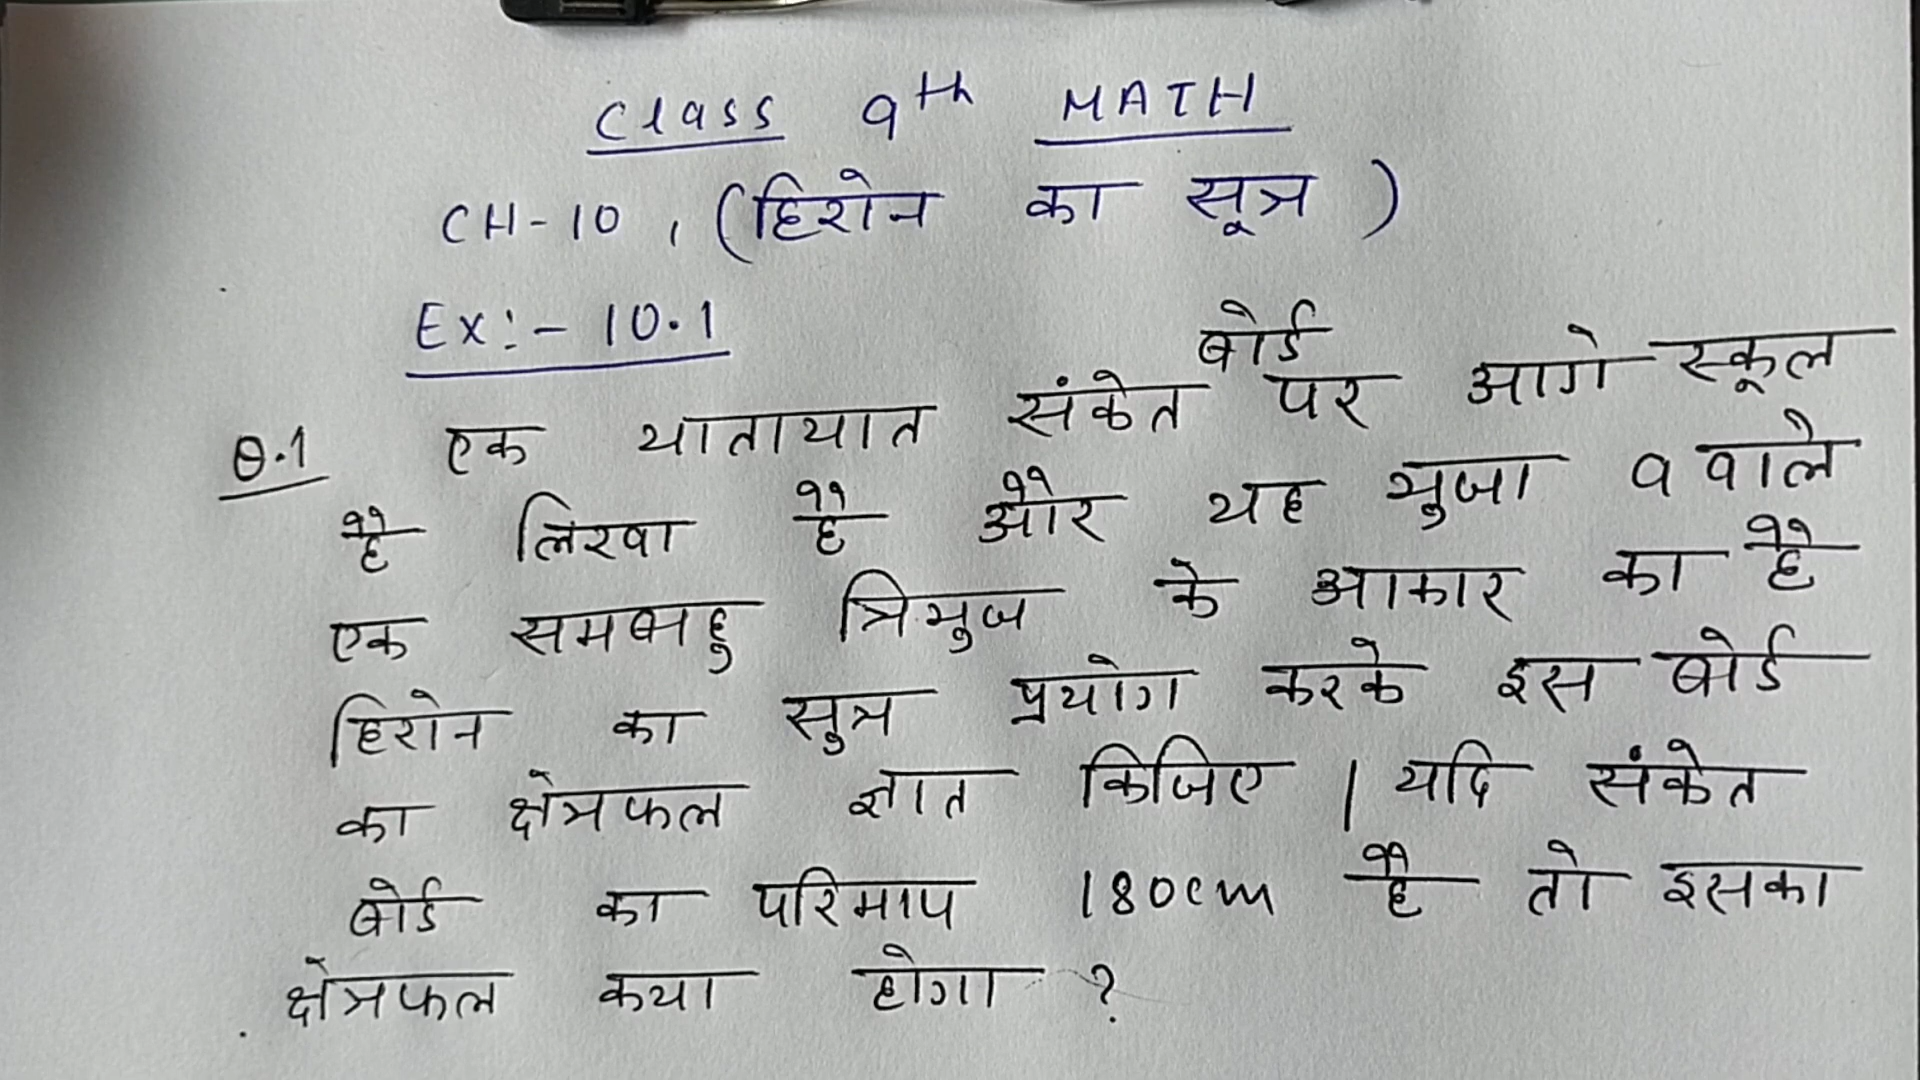 Class 9th MATH
CH-10, (हिरोन का सूत्र)
Ex:- 10.1
Q.1 एक यातायात संकेत बोर्ड पर आगे स्कूल
है लिखा है और यह भुजा a वाले
एक समबाहु त्रिभुज के आकार का है
हिरोन का सुत्र प्रयोग करके इस बोर्ड
का क्षेत्रफल ज्ञात किजिए । यदि संकेत
बोर्ड का परिमाप 180cm है तो इसका
क्षेत्रफल कया होगा ?